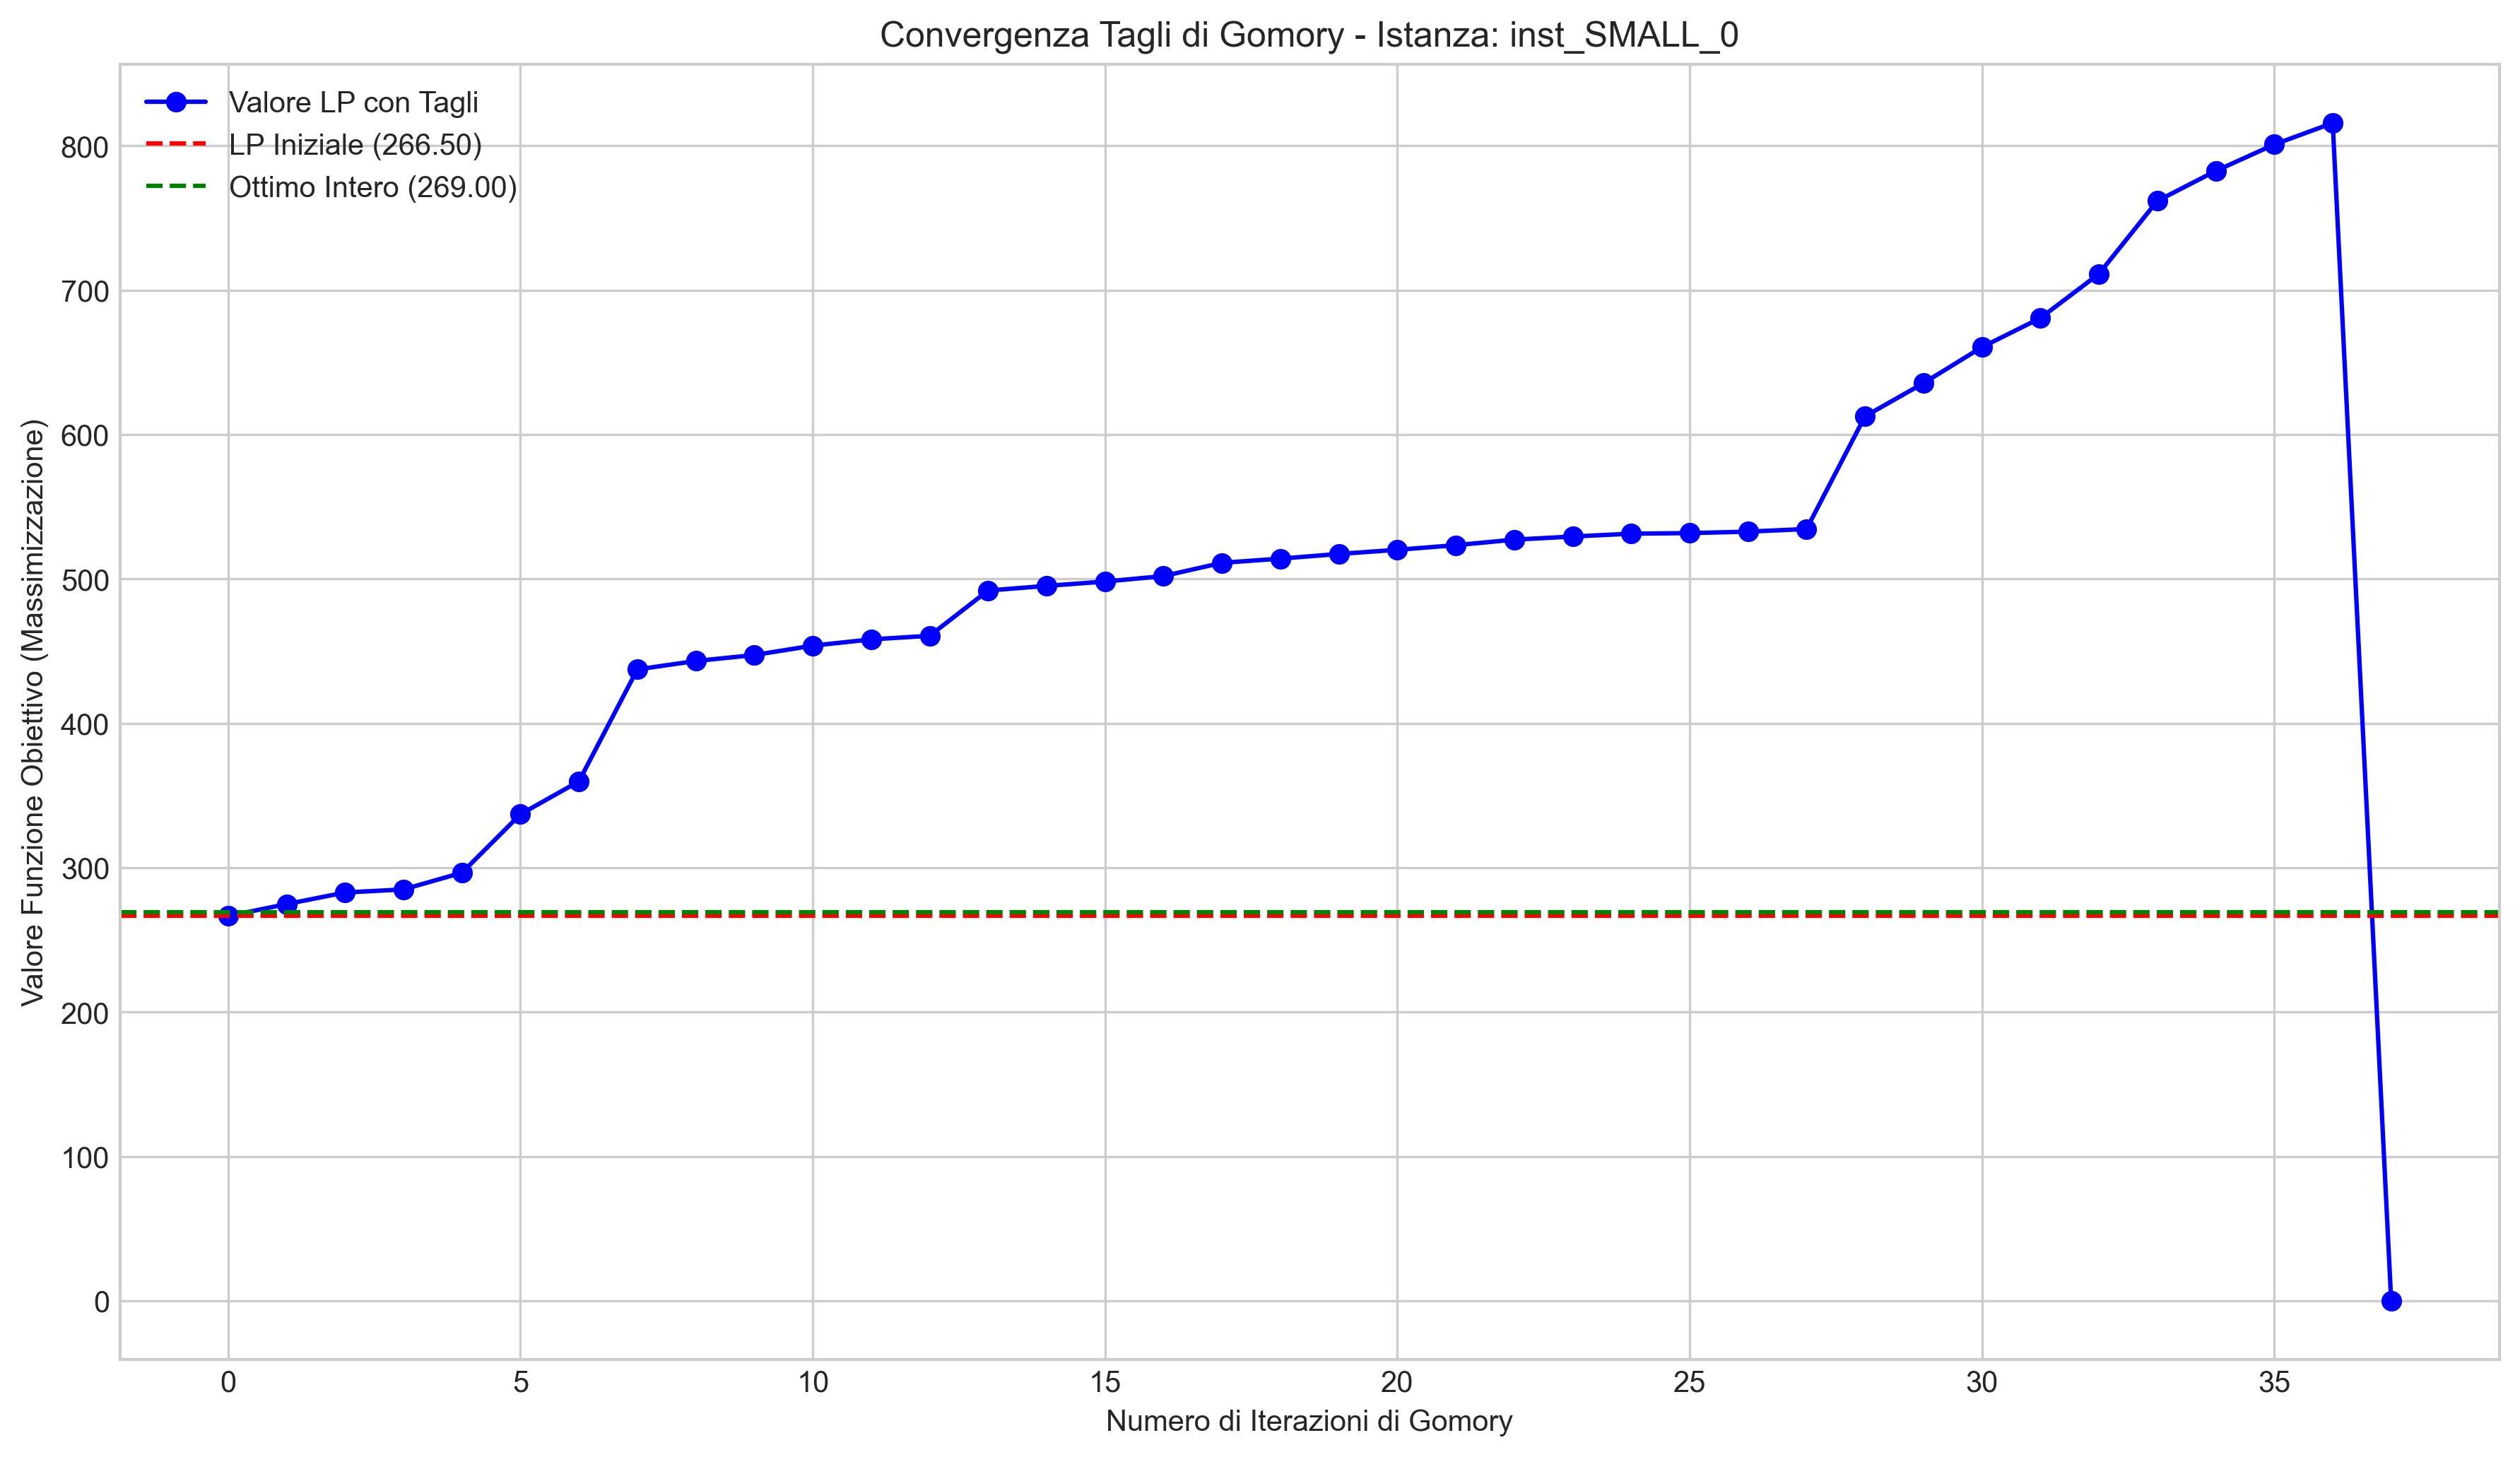 Convergenza Tagli di Gomory - Istanza: inst_SMALL_0
Valore LP con Tagli
LP Iniziale (266.50)
Ottimo Intero (269.00)
Valore Funzione Obiettivo (Massimizzazione)
800
700
600
500
400
300
200
100
0
0 5 10 15 20 25 30 35
Numero di Iterazioni di Gomory